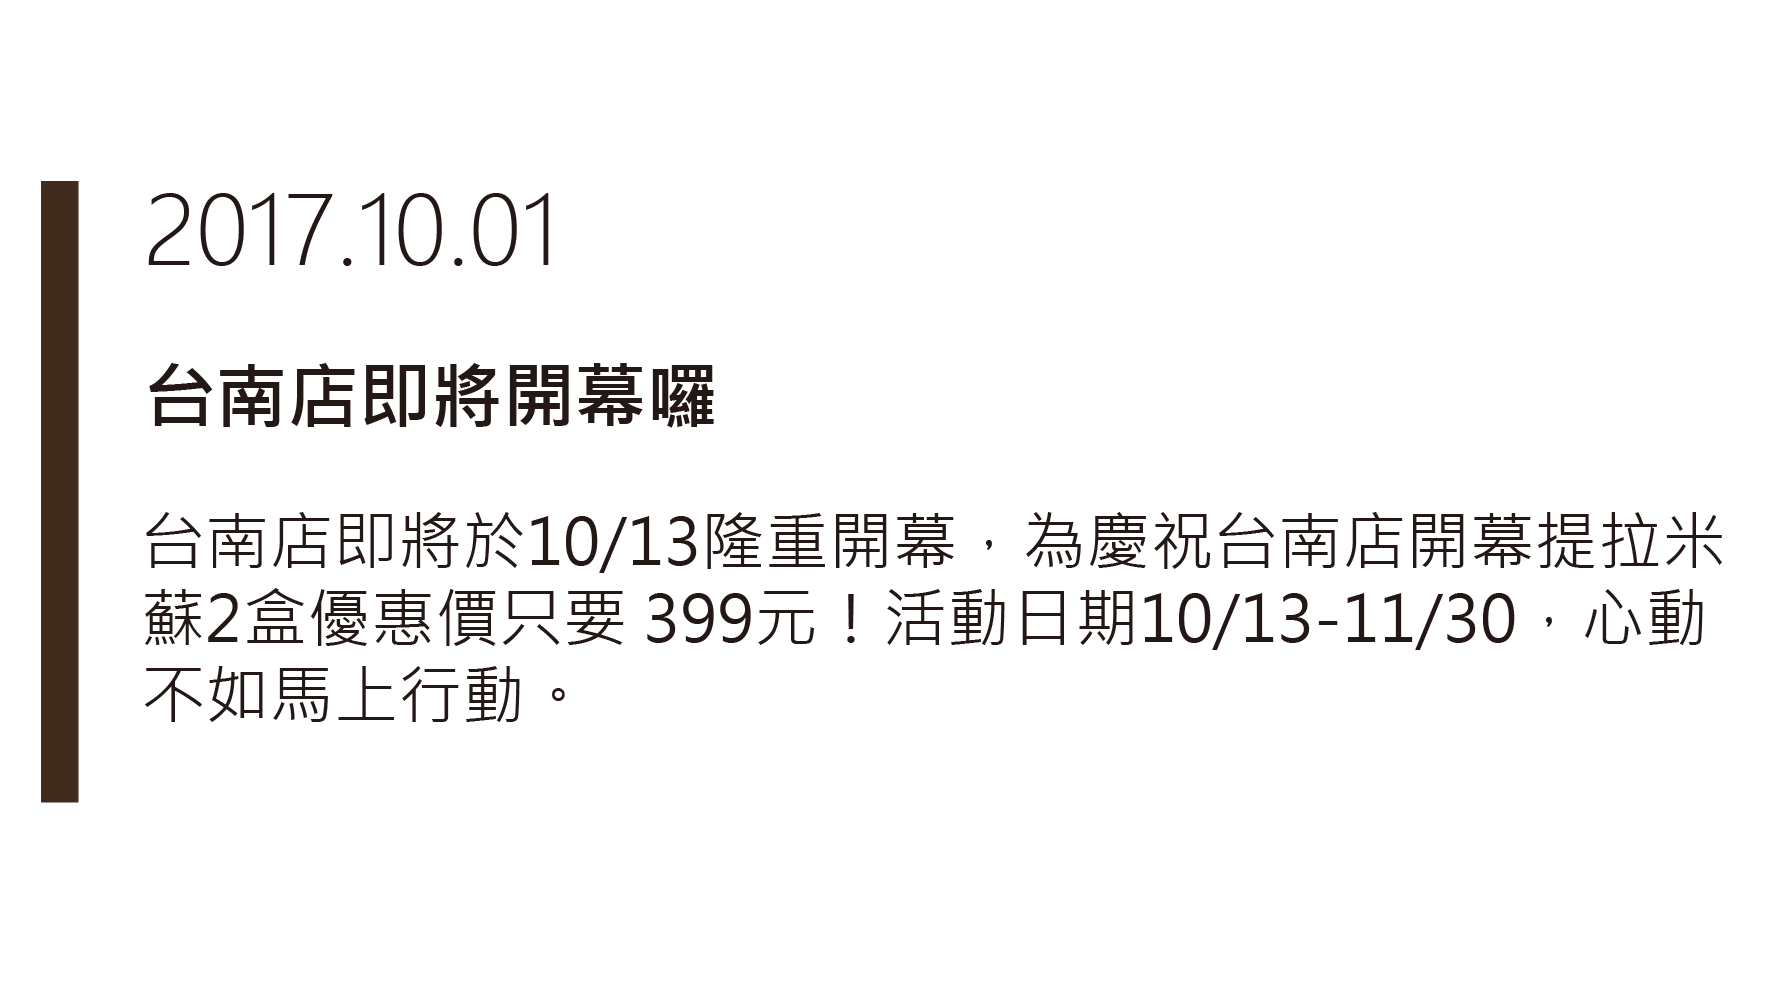 2017.10.01
台南店即將開幕囉
台南店即將於10/13隆重開幕，為慶祝台南店開幕提拉米
蘇2盒優惠價只要 399元！活動日期10/13-11/30，心動
不如馬上行動。